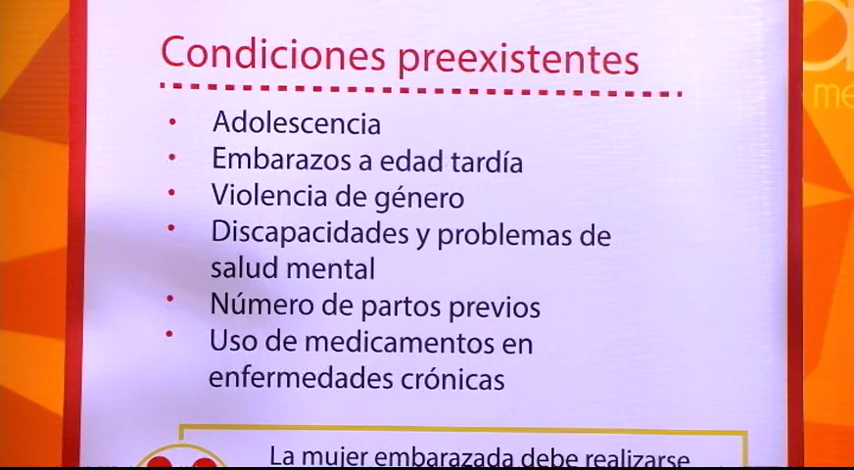 Condiciones preexistentes
• Adolescencia
• Embarazos a edad tardía
• Violencia de género
• Discapacidades y problemas de
salud mental
• Número de partos previos
• Uso de medicamentos en
enfermedades crónicas
La mujer embarazada debe realizarse
me